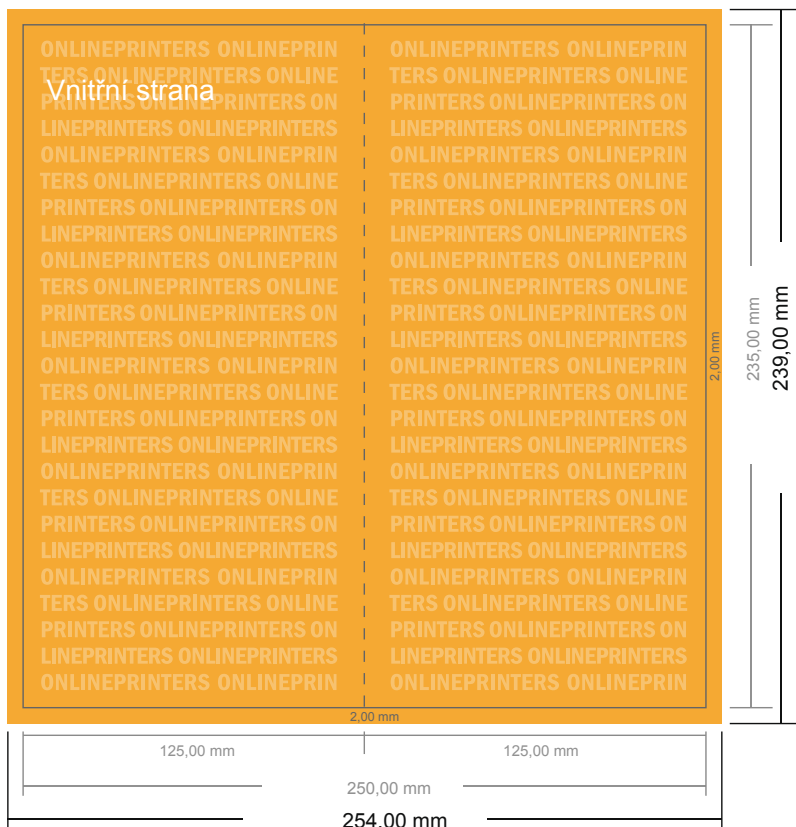 ONLINEPRINTERS ONLINEPRIN
TERS ONLINEPRINTERS ONLINE
Vnitřní strana
PRINTERS ONLINEPRINTERS ON
LINEPRINTERS ONLINEPRINTERS
ONLINEPRINTERS ONLINEPRIN
TERS ONLINEPRINTERS ONLINE
PRINTERS ONLINEPRINTERS ON
LINEPRINTERS ONLINEPRINTERS
ONLINEPRINTERS ONLINEPRIN
TERS ONLINEPRINTERS ONLINE
PRINTERS ONLINEPRINTERS ON
LINEPRINTERS ONLINEPRINTERS
ONLINEPRINTERS ONLINEPRIN
TERS ONLINEPRINTERS ONLINE
PRINTERS ONLINEPRINTERS ON
LINEPRINTERS ONLINEPRINTERS
ONLINEPRINTERS ONLINEPRIN
TERS ONLINEPRINTERS ONLINE
PRINTERS ONLINEPRINTERS ON
LINEPRINTERS ONLINEPRINTERS
ONLINEPRINTERS ONLINEPRIN
TERS ONLINEPRINTERS ONLINE
PRINTERS ONLINEPRINTERS ON
LINEPRINTERS ONLINEPRINTERS
ONLINEPRINTERS ONLINEPRIN
ONLINEPRINTERS ONLINEPRIN
TERS ONLINEPRINTERS ONLINE
PRINTERS ONLINEPRINTERS ON
LINEPRINTERS ONLINEPRINTERS
ONLINEPRINTERS ONLINEPRIN
TERS ONLINEPRINTERS ONLINE
PRINTERS ONLINEPRINTERS ON
LINEPRINTERS ONLINEPRINTERS
ONLINEPRINTERS ONLINEPRIN
TERS ONLINEPRINTERS ONLINE
PRINTERS ONLINEPRINTERS ON
LINEPRINTERS ONLINEPRINTERS
ONLINEPRINTERS ONLINEPRIN
TERS ONLINEPRINTERS ONLINE
PRINTERS ONLINEPRINTERS ON
LINEPRINTERS ONLINEPRINTERS
ONLINEPRINTERS ONLINEPRIN
TERS ONLINEPRINTERS ONLINE
PRINTERS ONLINEPRINTERS ON
LINEPRINTERS ONLINEPRINTERS
ONLINEPRINTERS ONLINEPRIN
TERS ONLINEPRINTERS ONLINE
PRINTERS ONLINEPRINTERS ON
LINEPRINTERS ONLINEPRINTERS
ONLINEPRINTERS ONLINEPRIN
2,00 mm
235,00 mm
239,00 mm
2,00 mm
125,00 mm
125,00 mm
250,00 mm
254,00 mm